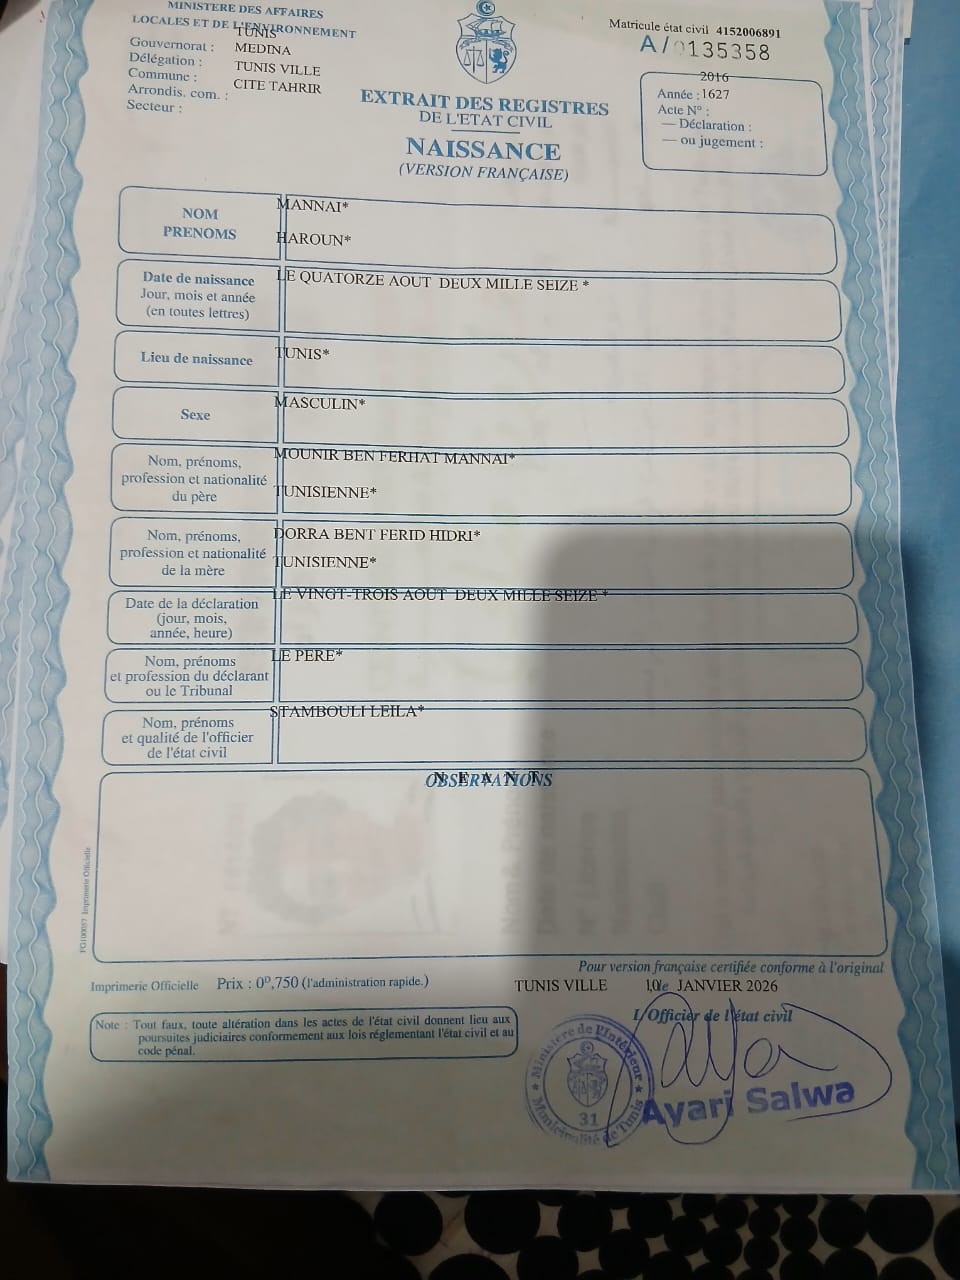 MINISTERE DES AFFAIRES
LOCALES ET DE L'ENVIRONNEMENT
TUNIS
Gouvernorat : MEDINA
Délégation : TUNIS VILLE
Commune : CITE TAHRIR
Arrondis. com. :
Secteur :
Matricule état civil 4152006891
A/0135358
2016
Année : 1627
Acte N° :
— Déclaration :
— ou jugement :
EXTRAIT DES REGISTRES
DE L'ETAT CIVIL
NAISSANCE
(VERSION FRANÇAISE)
NOM
PRENOMS
MANNAI*
HAROUN*
Date de naissance
Jour, mois et année
(en toutes lettres)
LE QUATORZE AOUT DEUX MILLE SEIZE *
Lieu de naissance
TUNIS*
Sexe
MASCULIN*
Nom, prénoms,
profession et nationalité
du père
MOUNIR BEN FERHAT MANNAI*
TUNISIENNE*
Nom, prénoms,
profession et nationalité
de la mère
DORRA BENT FERID HIDRI*
TUNISIENNE*
Date de la déclaration
(jour, mois,
année, heure)
LE VINGT-TROIS AOUT DEUX MILLE SEIZE *
Nom, prénoms
et profession du déclarant
ou le Tribunal
LE PERE*
Nom, prénoms
et qualité de l'officier
de l'état civil
STAMBOULI LEILA*
OBSERVATIONS
N E A N T
FG100057 Imprimerie Officielle
Pour version française certifiée conforme à l'original
Imprimerie Officielle Prix : 0ᴰ,750 (l'administration rapide.)
TUNIS VILLE 10 le JANVIER 2026
L'Officier de l'état civil
Note : Tout faux, toute altération dans les actes de l'état civil donnent lieu aux
poursuites judiciaires conformement aux lois réglementant l'état civil et au
code pénal.
Ministère de l'Intérieur
31
Municipalité de Tunis
Ayari Salwa